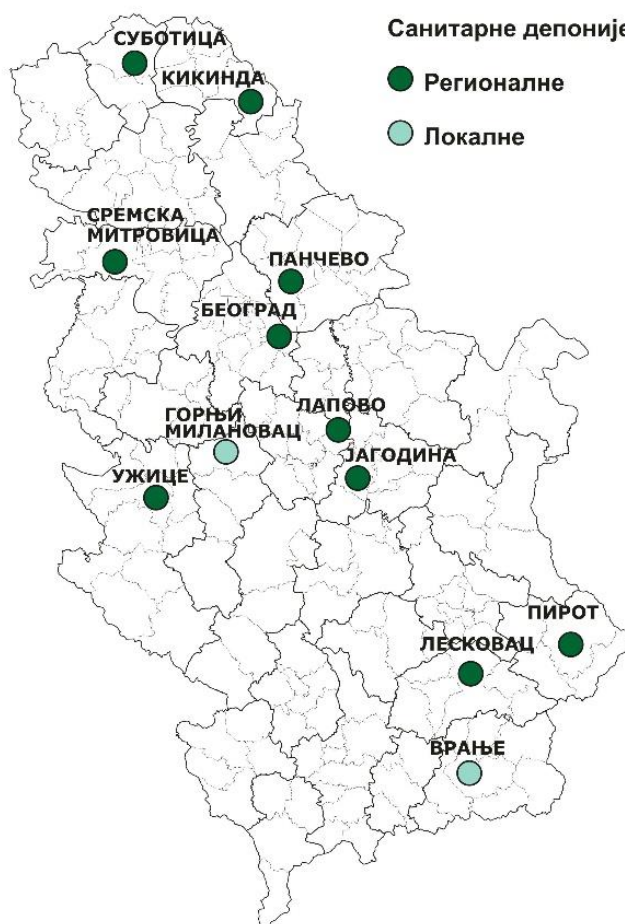 Санитарне депоније
Регионалне
Локалне
СУБОТИЦА
КИКИНДА
СРЕМСКА
МИТРОВИЦА
ПАНЧЕВО
БЕОГРАД
ГОРЊИ
МИЛАНОВАЦ
ЛАПОВО
ЈАГОДИНА
УЖИЦЕ
ПИРОТ
ЛЕСКОВАЦ
ВРАЊЕ